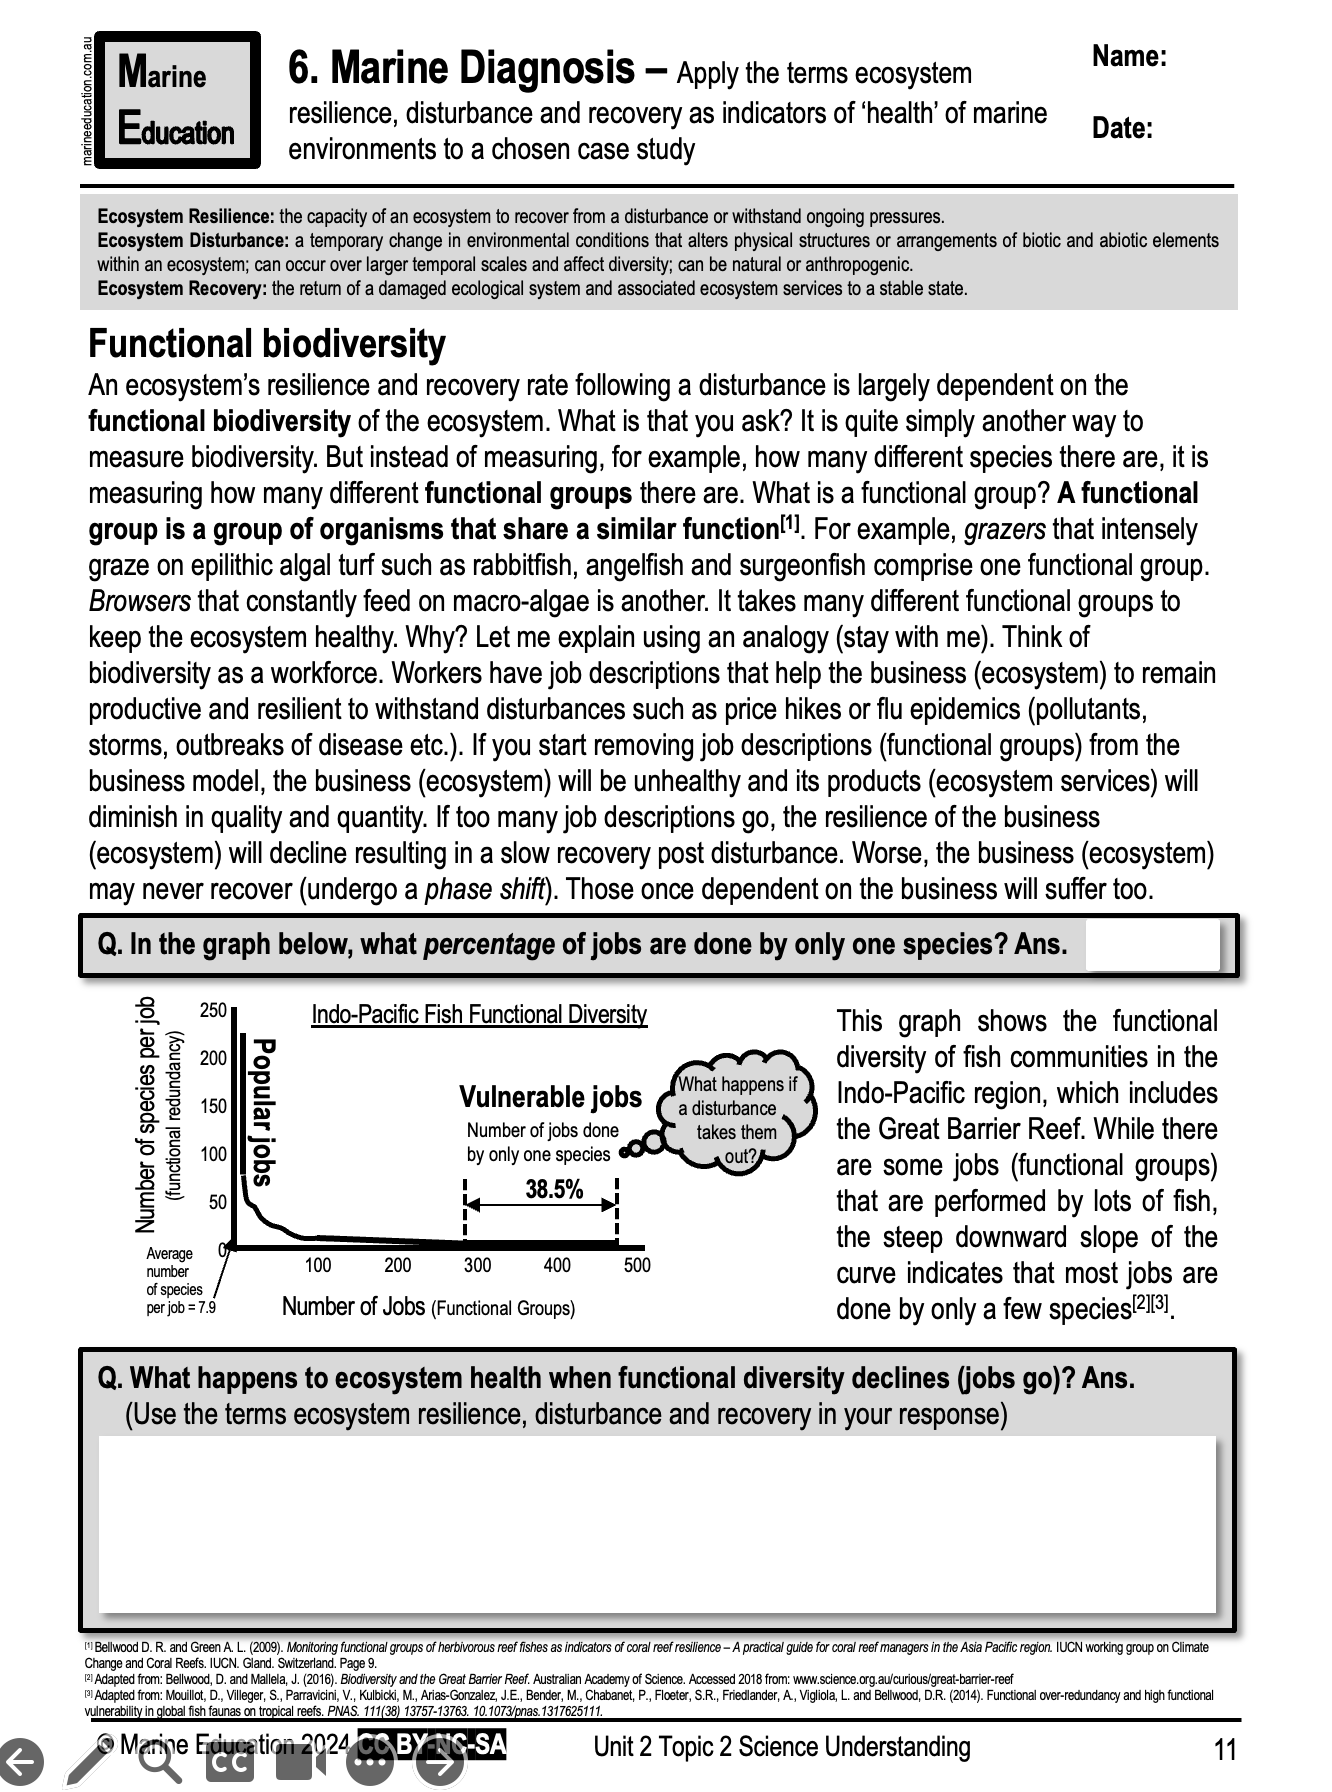 marineeducation.com.au
Marine
Education
6. Marine Diagnosis – Apply the terms ecosystem
resilience, disturbance and recovery as indicators of ‘health’ of marine
environments to a chosen case study
Name:
Date:
Ecosystem Resilience: the capacity of an ecosystem to recover from a disturbance or withstand ongoing pressures.
Ecosystem Disturbance: a temporary change in environmental conditions that alters physical structures or arrangements of biotic and abiotic elements
within an ecosystem; can occur over larger temporal scales and affect diversity; can be natural or anthropogenic.
Ecosystem Recovery: the return of a damaged ecological system and associated ecosystem services to a stable state.
Functional biodiversity
An ecosystem’s resilience and recovery rate following a disturbance is largely dependent on the
functional biodiversity of the ecosystem. What is that you ask? It is quite simply another way to
measure biodiversity. But instead of measuring, for example, how many different species there are, it is
measuring how many different functional groups there are. What is a functional group? A functional
group is a group of organisms that share a similar function[1]. For example, grazers that intensely
graze on epilithic algal turf such as rabbitfish, angelfish and surgeonfish comprise one functional group.
Browsers that constantly feed on macro-algae is another. It takes many different functional groups to
keep the ecosystem healthy. Why? Let me explain using an analogy (stay with me). Think of
biodiversity as a workforce. Workers have job descriptions that help the business (ecosystem) to remain
productive and resilient to withstand disturbances such as price hikes or flu epidemics (pollutants,
storms, outbreaks of disease etc.). If you start removing job descriptions (functional groups) from the
business model, the business (ecosystem) will be unhealthy and its products (ecosystem services) will
diminish in quality and quantity. If too many job descriptions go, the resilience of the business
(ecosystem) will decline resulting in a slow recovery post disturbance. Worse, the business (ecosystem)
may never recover (undergo a phase shift). Those once dependent on the business will suffer too.
Q. In the graph below, what percentage of jobs are done by only one species? Ans.
Number of species per job
(functional redundancy)
250
200
150
100
50
0
Popular jobs
Indo-Pacific Fish Functional Diversity
Vulnerable jobs
Number of jobs done
by only one species
38.5%
What happens if
a disturbance
takes them
out?
100 200 300 400 500
Average
number
of species
per job = 7.9
Number of Jobs (Functional Groups)
This graph shows the functional
diversity of fish communities in the
Indo-Pacific region, which includes
the Great Barrier Reef. While there
are some jobs (functional groups)
that are performed by lots of fish,
the steep downward slope of the
curve indicates that most jobs are
done by only a few species[2][3].
Q. What happens to ecosystem health when functional diversity declines (jobs go)? Ans.
(Use the terms ecosystem resilience, disturbance and recovery in your response)
[1] Bellwood D. R. and Green A. L. (2009). Monitoring functional groups of herbivorous reef fishes as indicators of coral reef resilience – A practical guide for coral reef managers in the Asia Pacific region. IUCN working group on Climate
Change and Coral Reefs. IUCN. Gland. Switzerland. Page 9.
[2] Adapted from: Bellwood, D. and Mallela, J. (2016). Biodiversity and the Great Barrier Reef. Australian Academy of Science. Accessed 2018 from: www.science.org.au/curious/great-barrier-reef
[3] Adapted from: Mouillot, D., Villeger, S., Parravicini, V., Kulbicki, M., Arias-Gonzalez, J.E., Bender, M., Chabanet, P., Floeter, S.R., Friedlander, A., Vigliola, L. and Bellwood, D.R. (2014). Functional over-redundancy and high functional
vulnerability in global fish faunas on tropical reefs. PNAS. 111(38) 13757-13763. 10.1073/pnas.1317625111.
© Marine Education 2024 CC BY-NC-SA
Unit 2 Topic 2 Science Understanding
11
CC